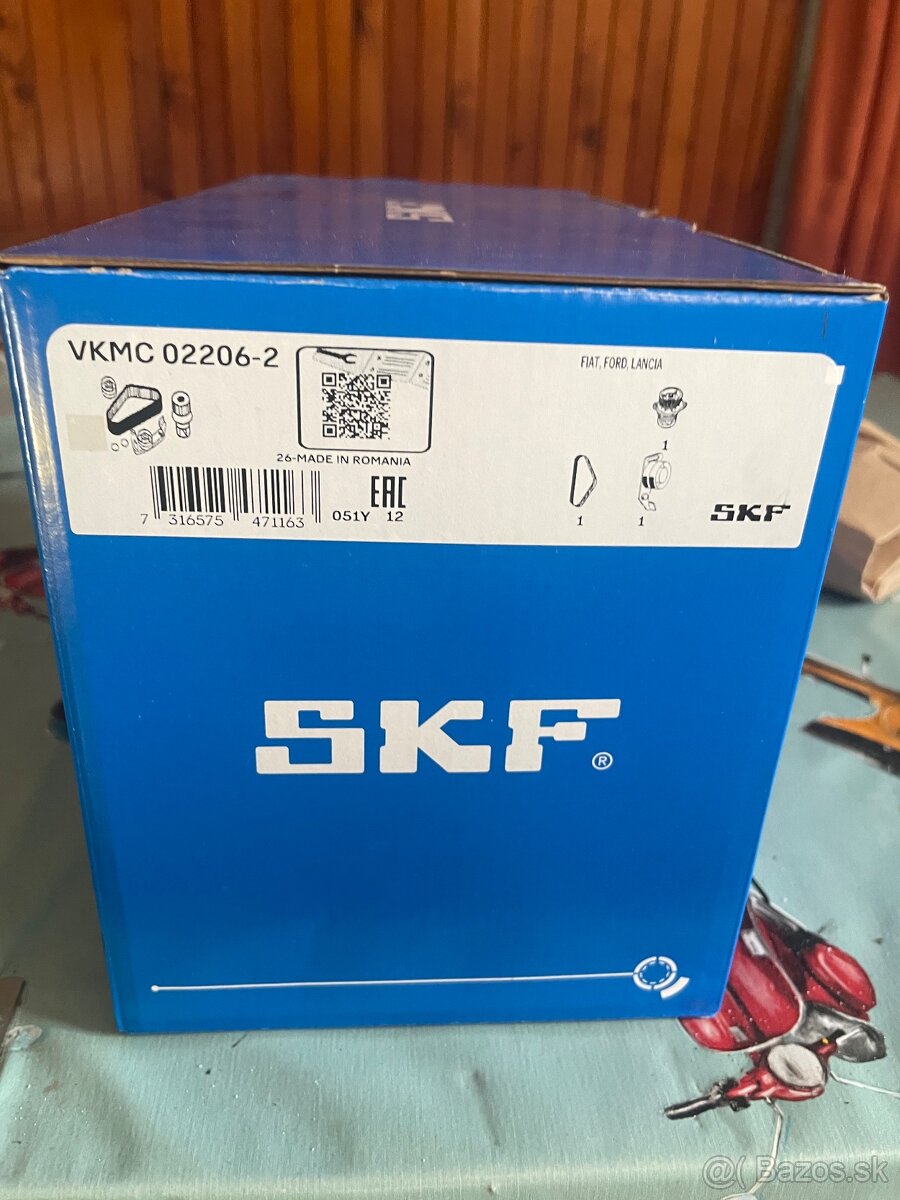 SKF
VKMC 02206-2
FIAT, FORD, LANCIA
1
26-MADE IN ROMANIA
7 316575 471163
EAC
051Y 12
1
1
SKF
SKF®
@( Bazos.sk